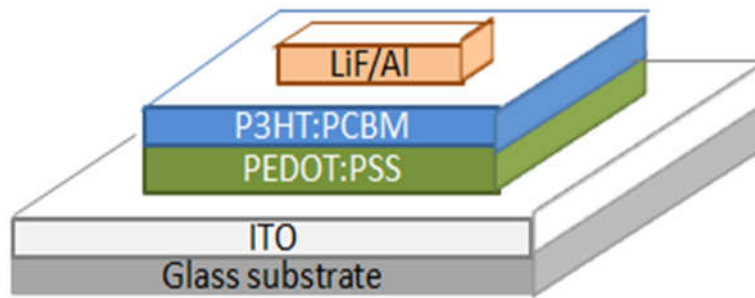 LiF/Al
P3HT:PCBM
PEDOT:PSS
ITO
Glass substrate